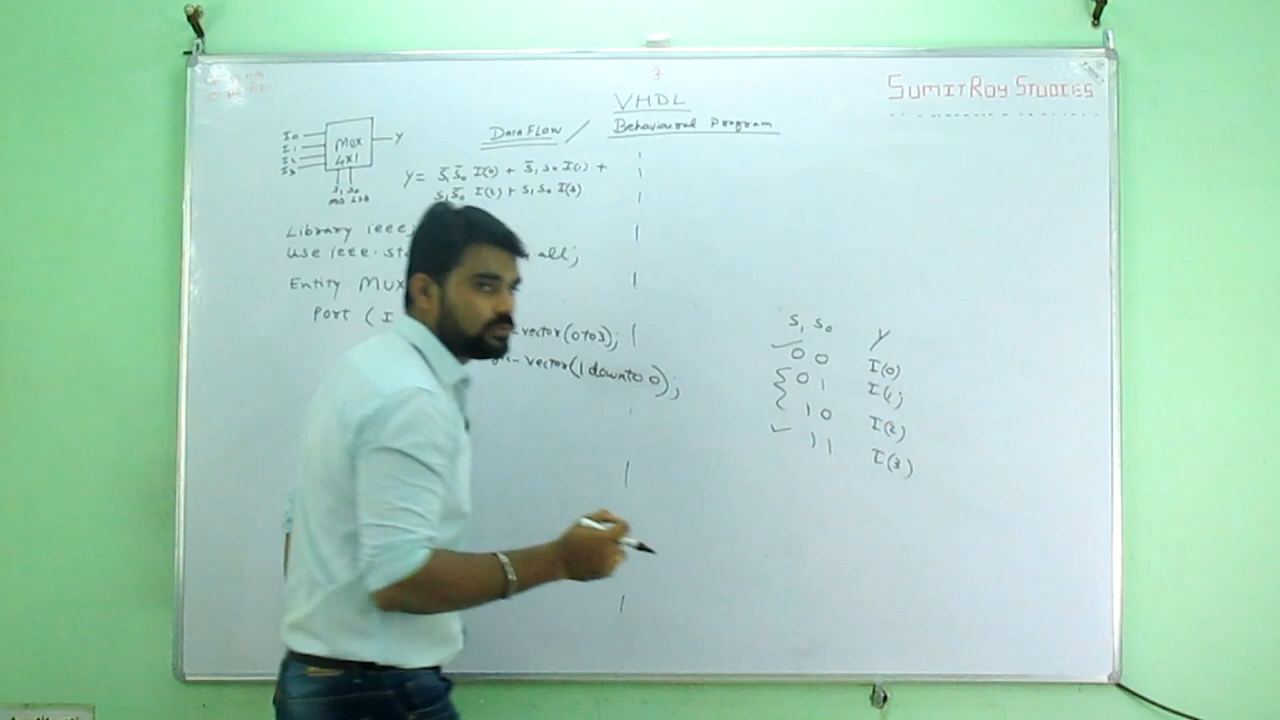 3
SUMIT ROY STUDIES
VHDL
DATA FLOW / Behavioural Program
I0
I1
I2
I3
MUX
4X1
Y
S1 S0
MSB LSB
Y = S̅1 S̅0 I(0) + S̅1 S0 I(1) +
S1 S̅0 I(2) + S1 S0 I(3)
Library ieee;
Use ieee.st all;
Entity MUX
Port ( I vector(0 to 3);
vector(1 downto 0);
S1 S0 Y
0 0 I(0)
0 1 I(1)
1 0 I(2)
1 1 I(3)